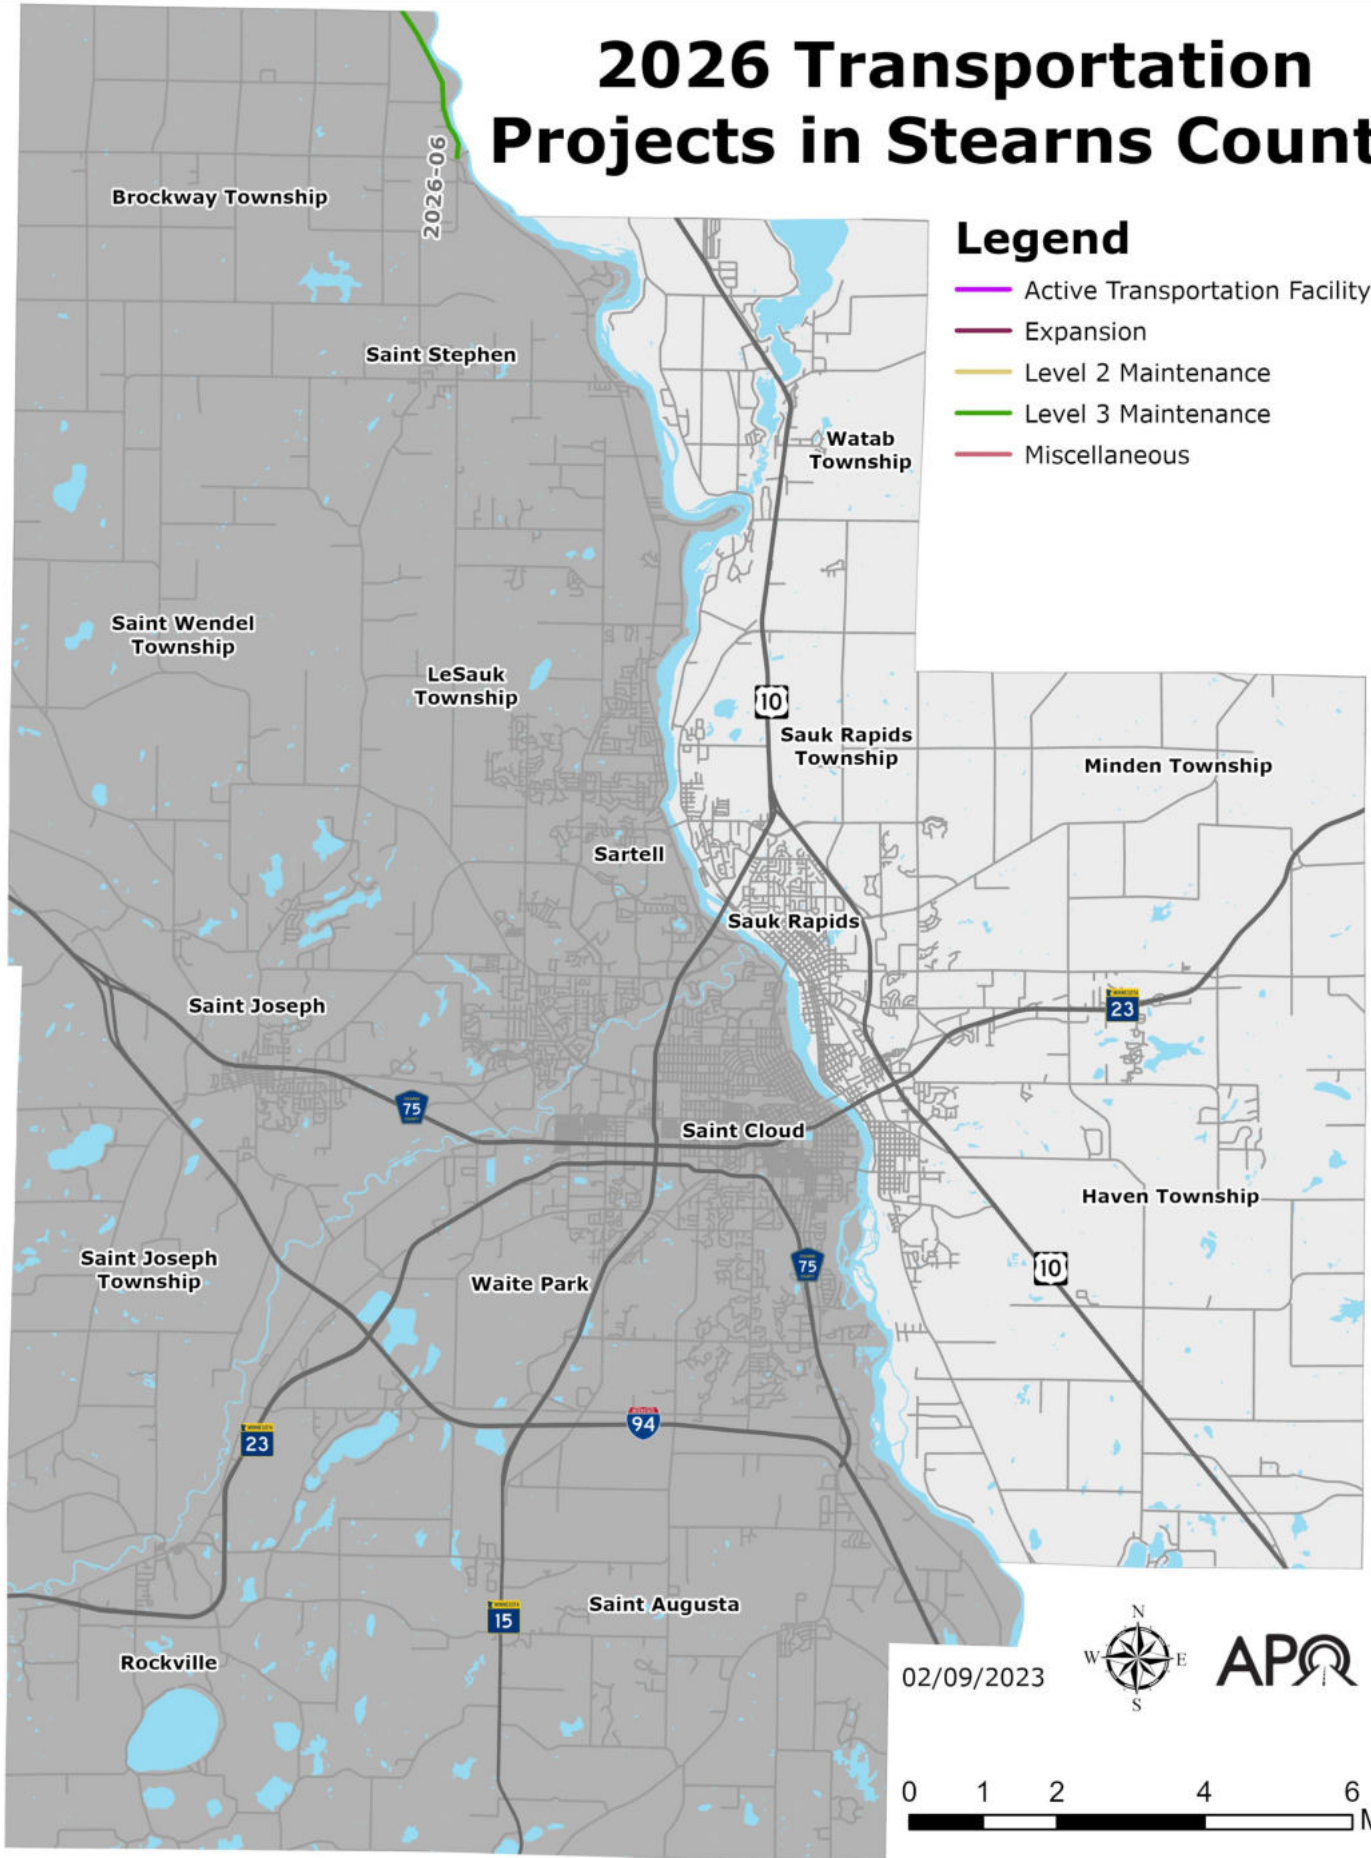 2026 Transportation
Projects in Stearns Count
Legend
Active Transportation Facility
Expansion
Level 2 Maintenance
Level 3 Maintenance
Miscellaneous
2026-06
Brockway Township
Saint Stephen
Watab
Township
Saint Wendel
Township
LeSauk
Township
10
Sauk Rapids
Township
Minden Township
Sartell
Sauk Rapids
Saint Joseph
MINNESOTA
23
75
Saint Cloud
Haven Township
Saint Joseph
Township
Waite Park
75
10
94
MINNESOTA
23
MINNESOTA
15
Saint Augusta
Rockville
02/09/2023
N
W E
S
APO
0 1 2 4 6
M